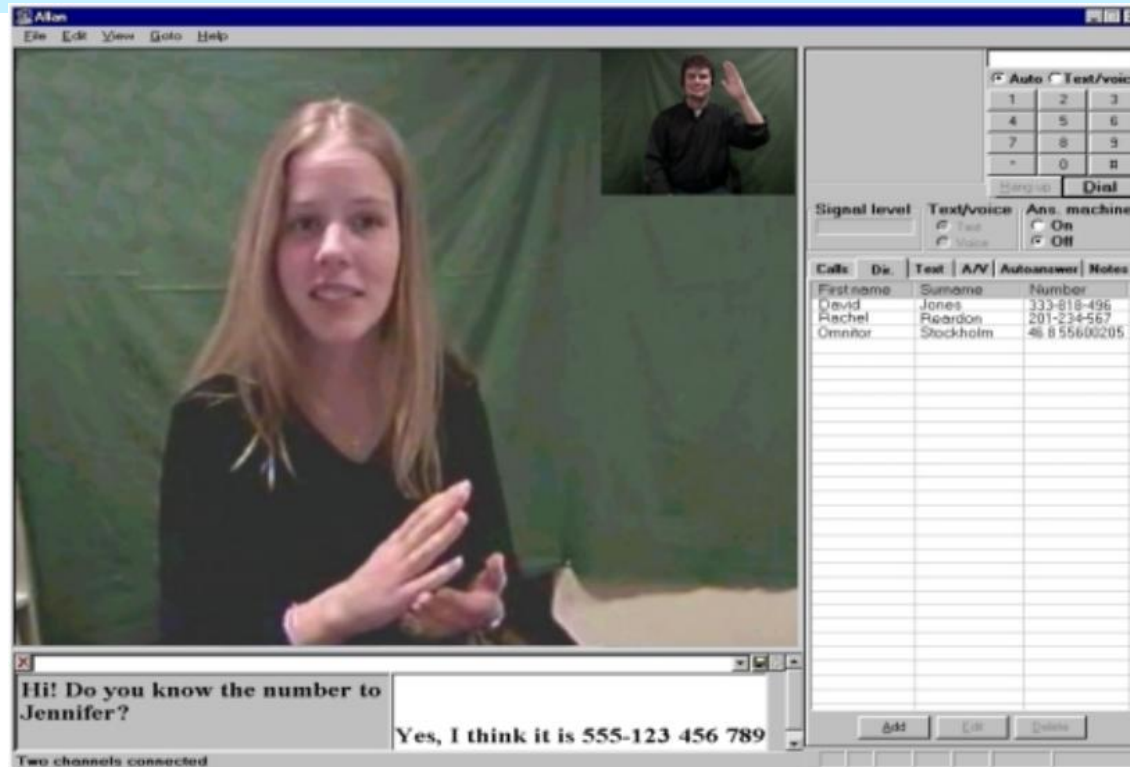 Allan
File Edit View Goto Help
Auto Text/voice
1 2 3
4 5 6
7 8 9
* 0 #
Hang up Dial
Signal level Text/voice Ans. machine
Text On
Voice Off
Calls Dir. Text A/V Autoanswer Notes
First name Surname Number
David Jones 333-818-496
Rachel Reardon 201-234-567
Omnitor Stockholm 46 8 55600205
Hi! Do you know the number to
Jennifer?
Yes, I think it is 555-123 456 789
Add Edit Delete
Two channels connected